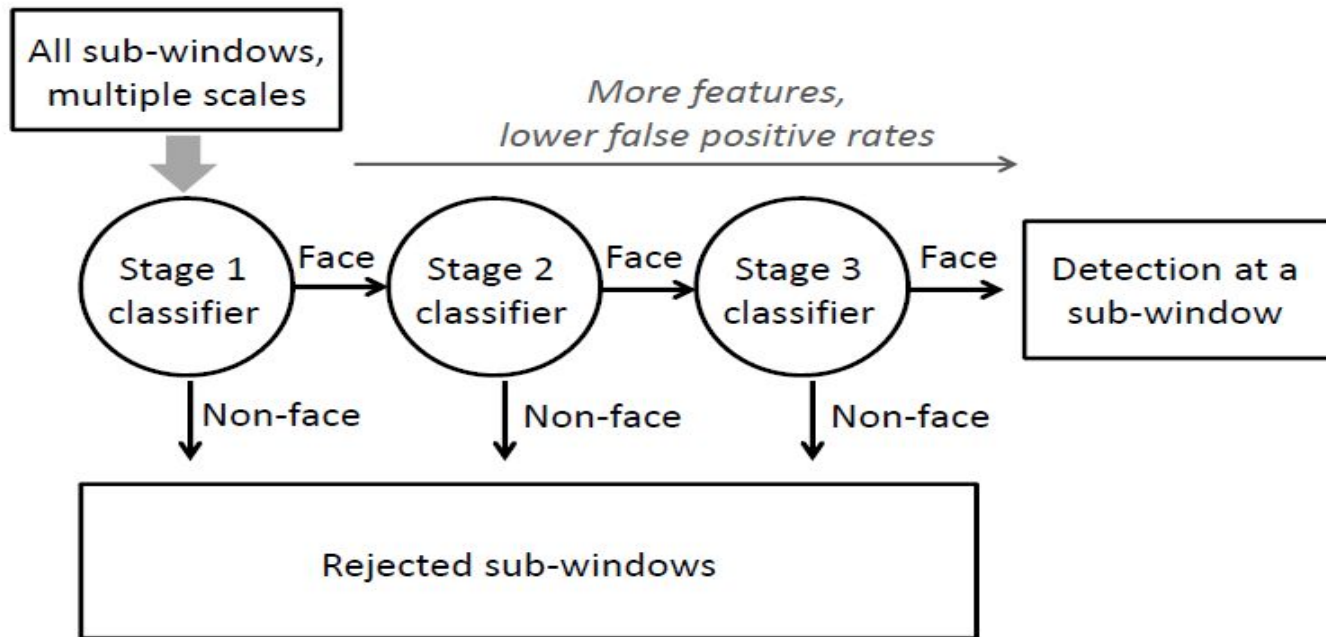 All sub-windows,
multiple scales
More features,
lower false positive rates
Stage 1
classifier
Face
Stage 2
classifier
Face
Stage 3
classifier
Face
Detection at a
sub-window
Non-face
Non-face
Non-face
Rejected sub-windows